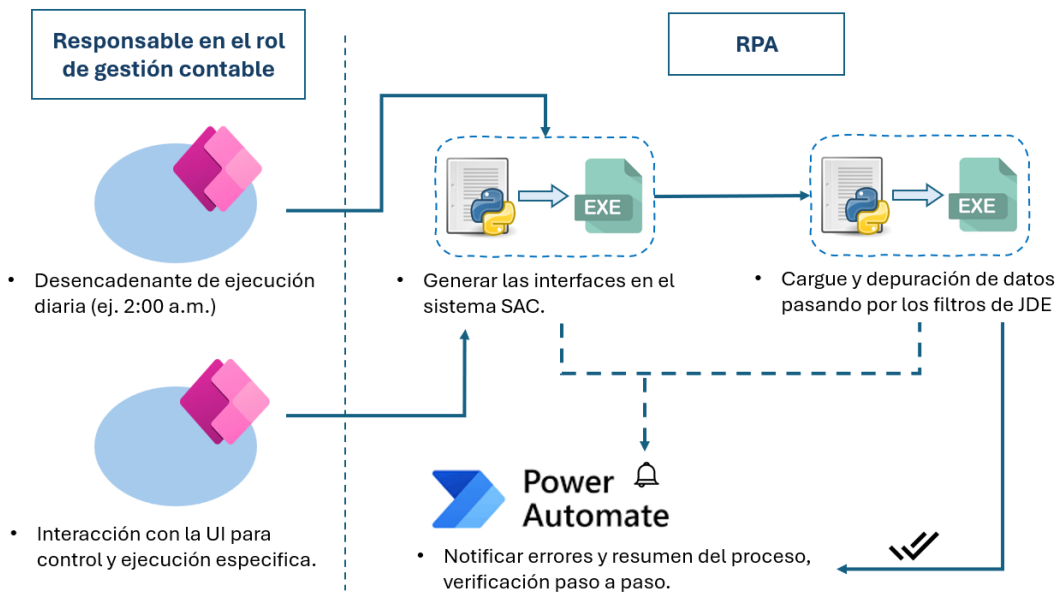 Responsable en el rol
de gestión contable
RPA
EXE
EXE
• Desencadenante de ejecución
diaria (ej. 2:00 a.m.)
• Generar las interfaces en el
sistema SAC.
• Cargue y depuración de datos
pasando por los filtros de JDE
Power
Automate
• Interacción con la UI para
control y ejecución especifica.
• Notificar errores y resumen del proceso,
verificación paso a paso.